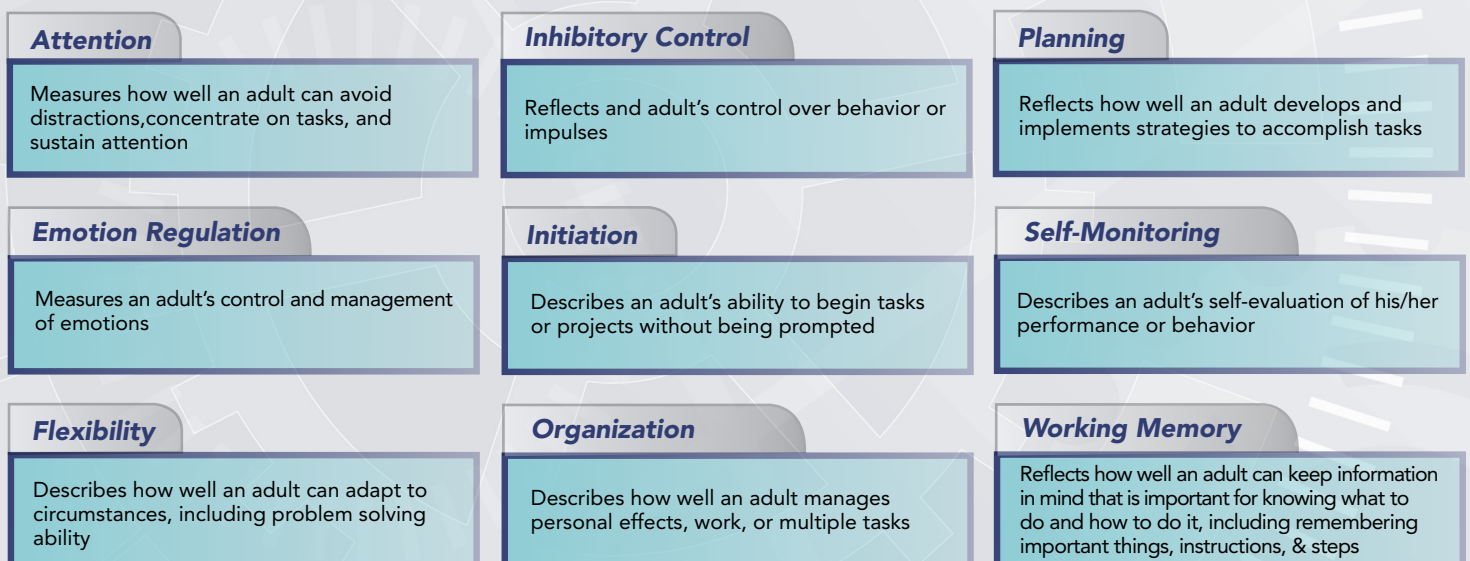 Attention
Measures how well an adult can avoid
distractions,concentrate on tasks, and
sustain attention
Inhibitory Control
Reflects and adult's control over behavior or
impulses
Planning
Reflects how well an adult develops and
implements strategies to accomplish tasks
Emotion Regulation
Measures an adult's control and management
of emotions
Initiation
Describes an adult's ability to begin tasks
or projects without being prompted
Self-Monitoring
Describes an adult's self-evaluation of his/her
performance or behavior
Flexibility
Describes how well an adult can adapt to
circumstances, including problem solving
ability
Organization
Describes how well an adult manages
personal effects, work, or multiple tasks
Working Memory
Reflects how well an adult can keep information
in mind that is important for knowing what to
do and how to do it, including remembering
important things, instructions, & steps